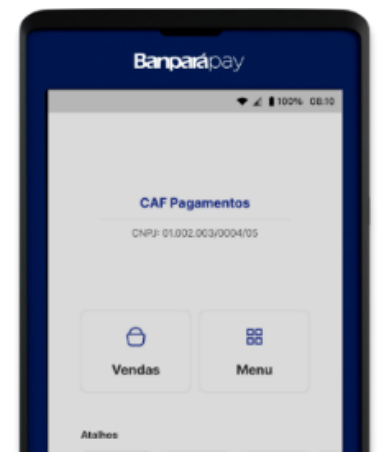 Banparápay
100% 08:10
CAF Pagamentos
CNPJ: 01.002.003/0004/05
Vendas
Menu
Atalhos